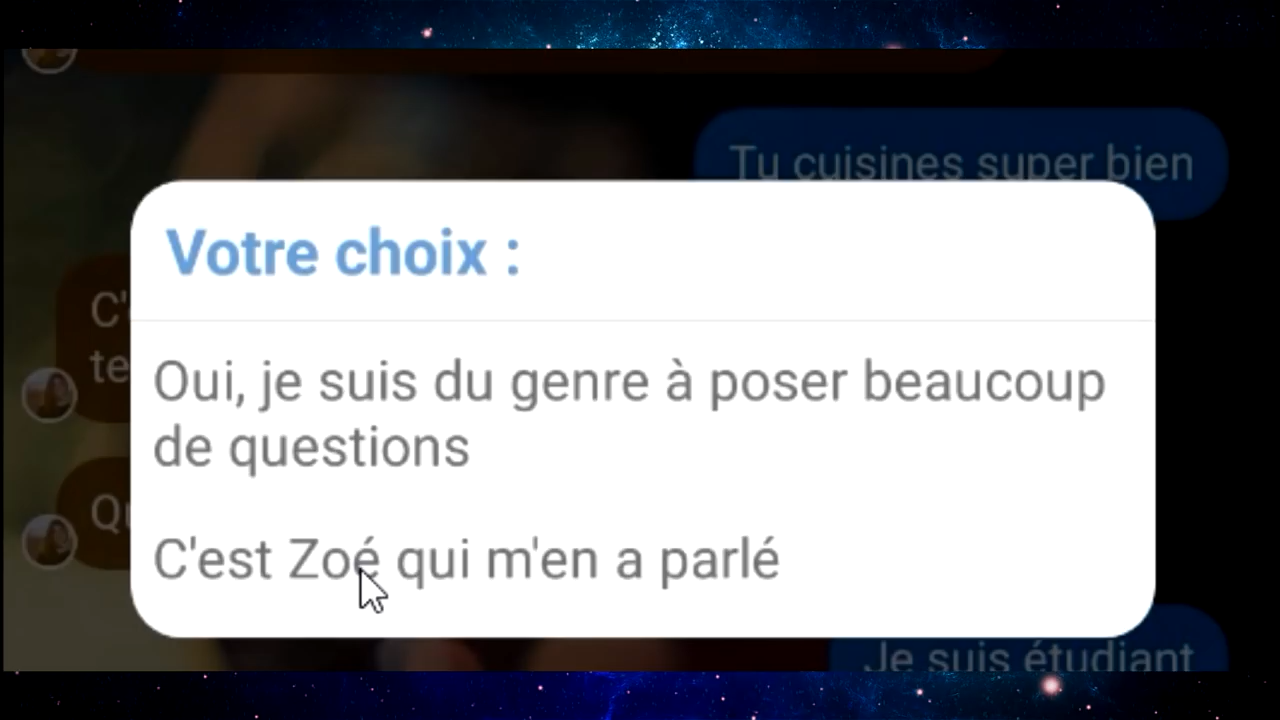 Tu cuisines super bien
Votre choix :
Oui, je suis du genre à poser beaucoup
de questions
C'est Zoé qui m'en a parlé
Je suis étudiant